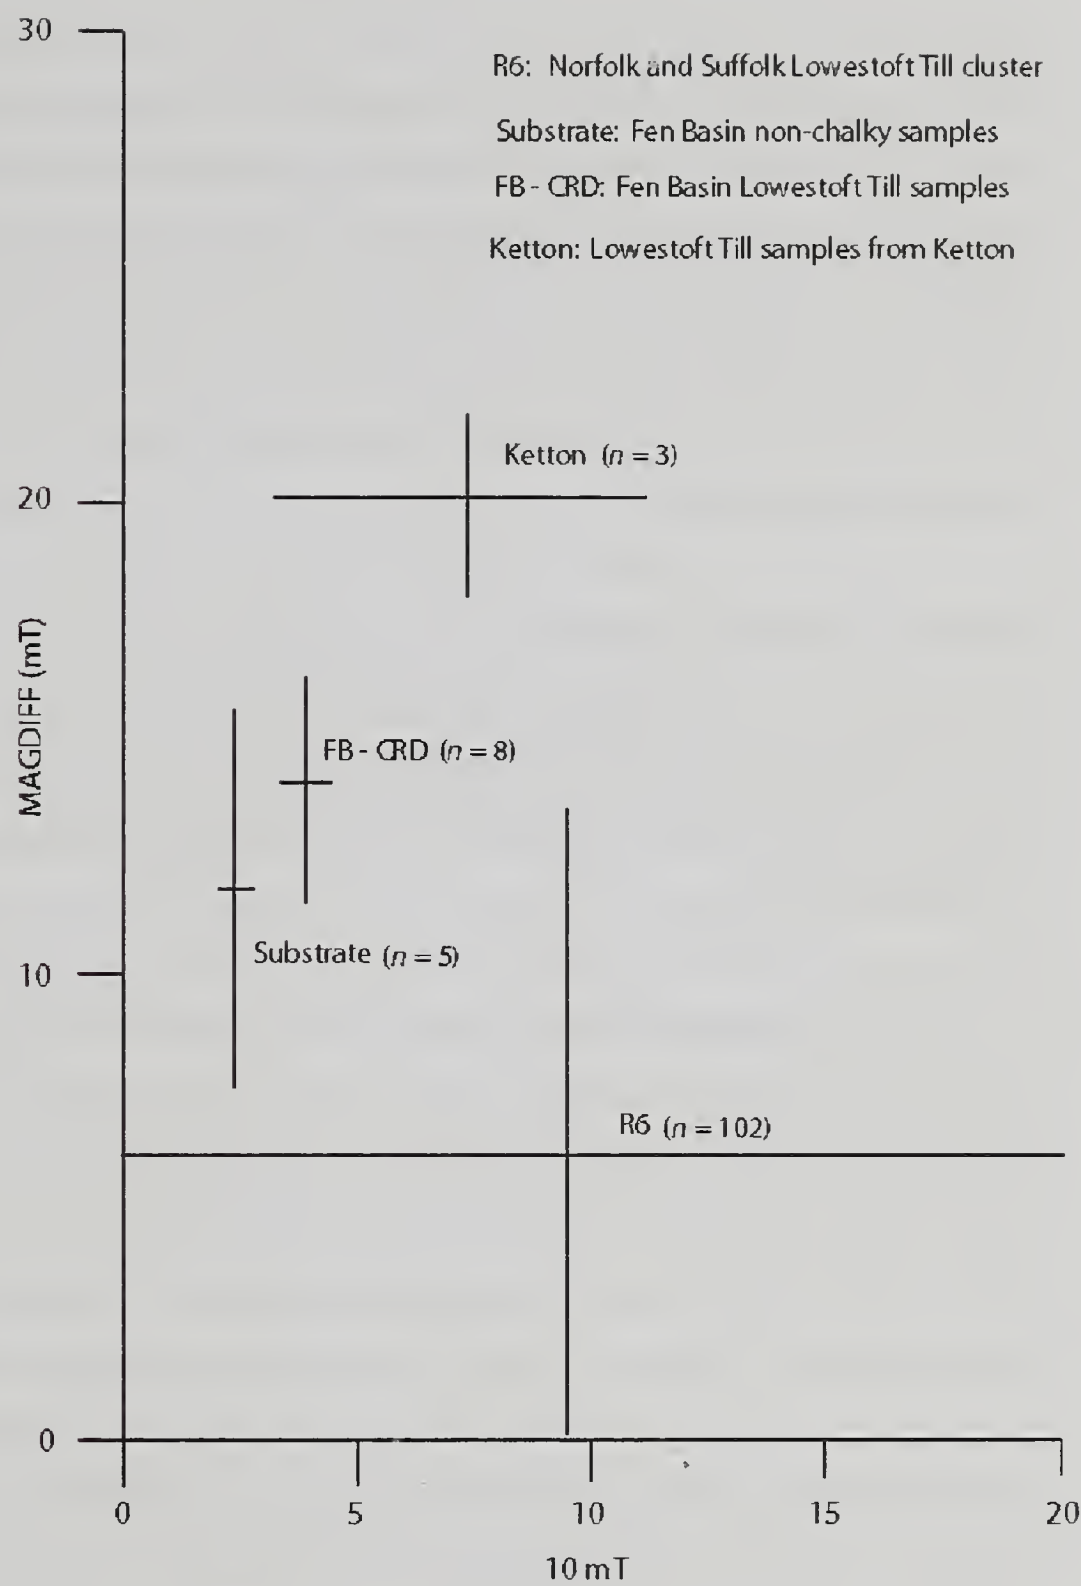 30
R6: Norfolk and Suffolk Lowestoft Till cluster
Substrate: Fen Basin non-chalky samples
FB - CRD: Fen Basin Lowestoft Till samples
Ketton: Lowestoft Till samples from Ketton
Ketton (n = 3)
20
MAGDIFF (mT)
FB - CRD (n = 8)
Substrate (n = 5)
10
R6 (n = 102)
0
0 5 10 15 20
10 mT